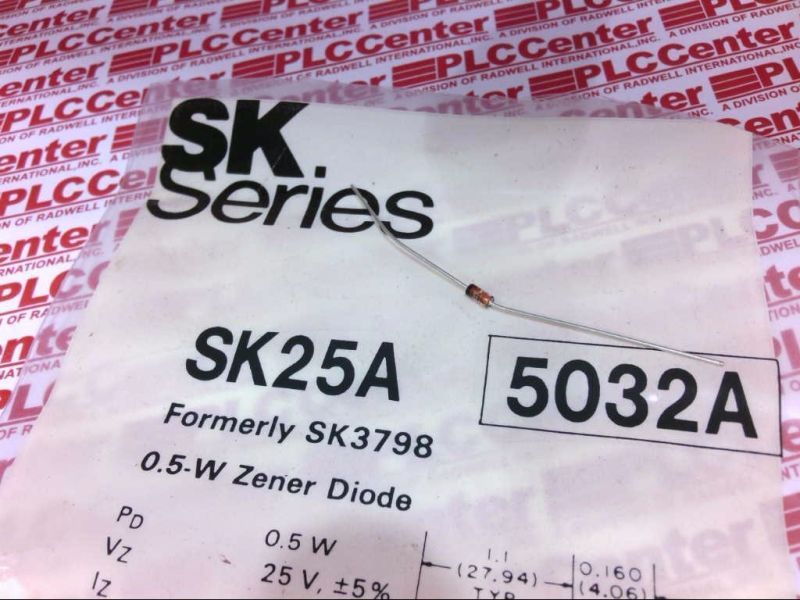 PLCCenter
A DIVISION OF RADWELL INTERNATIONAL, INC.
SK
Series
SK25A
5032A
Formerly SK3798
0.5-W Zener Diode
PD 0.5 W
VZ 25 V, ±5%
IZ
1.1
(27.94)
TYP
0.160
(4.06)